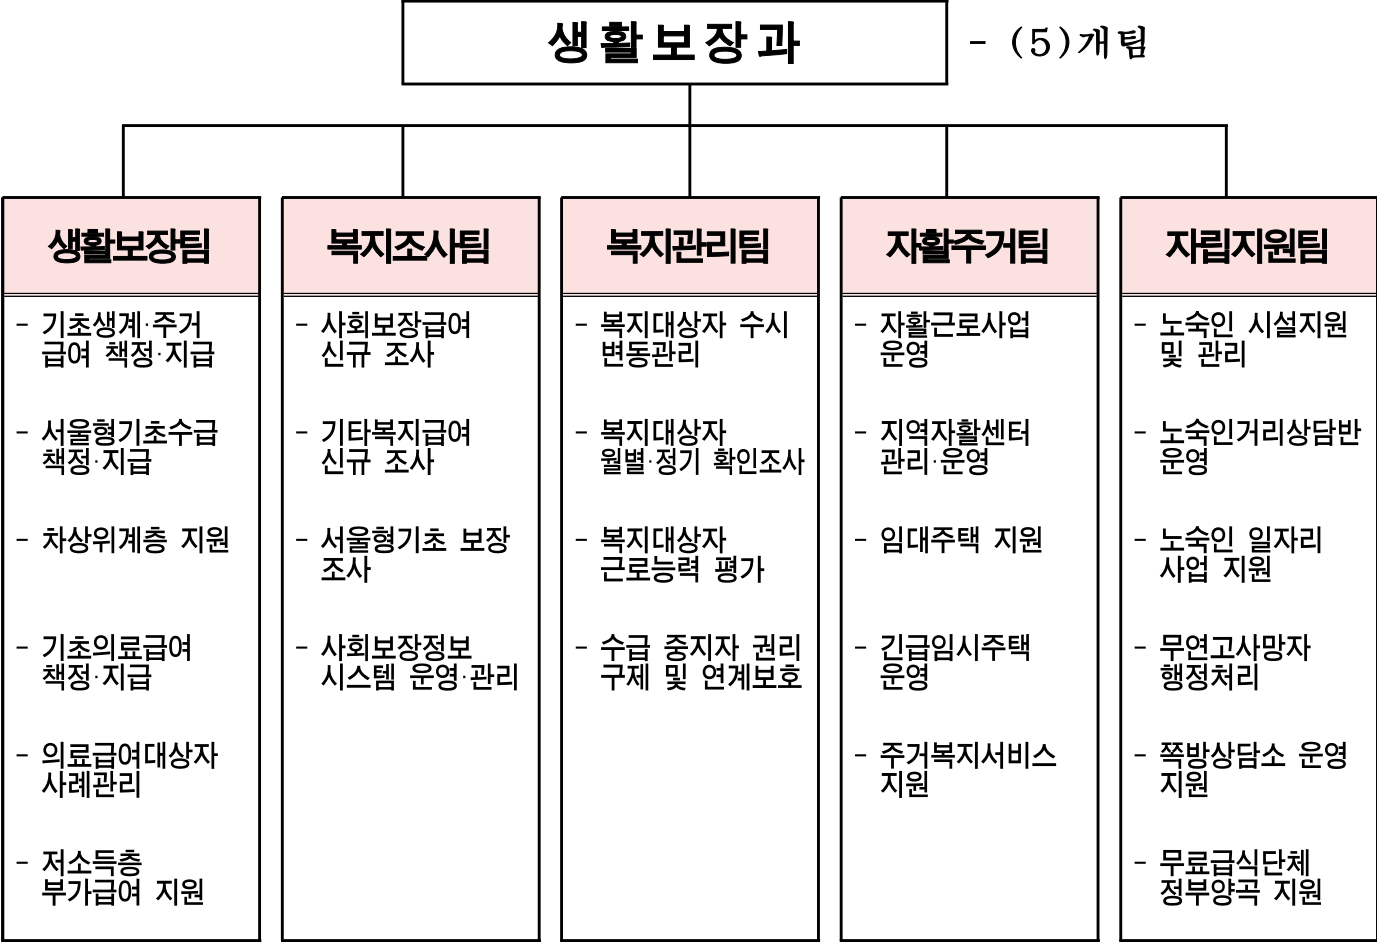 생활보장과
- (5)개팀
생활보장팀
- 기초생계·주거
급여 책정·지급
- 서울형기초수급
책정·지급
- 차상위계층 지원
- 기초의료급여
책정·지급
- 의료급여대상자
사례관리
- 저소득층
부가급여 지원
복지조사팀
- 사회보장급여
신규 조사
- 기타복지급여
신규 조사
- 서울형기초 보장
조사
- 사회보장정보
시스템 운영·관리
복지관리팀
- 복지대상자 수시
변동관리
- 복지대상자
월별·정기 확인조사
- 복지대상자
근로능력 평가
- 수급 중지자 권리
구제 및 연계보호
자활주거팀
- 자활근로사업
운영
- 지역자활센터
관리·운영
- 임대주택 지원
- 긴급임시주택
운영
- 주거복지서비스
지원
자립지원팀
- 노숙인 시설지원
및 관리
- 노숙인거리상담반
운영
- 노숙인 일자리
사업 지원
- 무연고사망자
행정처리
- 쪽방상담소 운영
지원
- 무료급식단체
정부양곡 지원